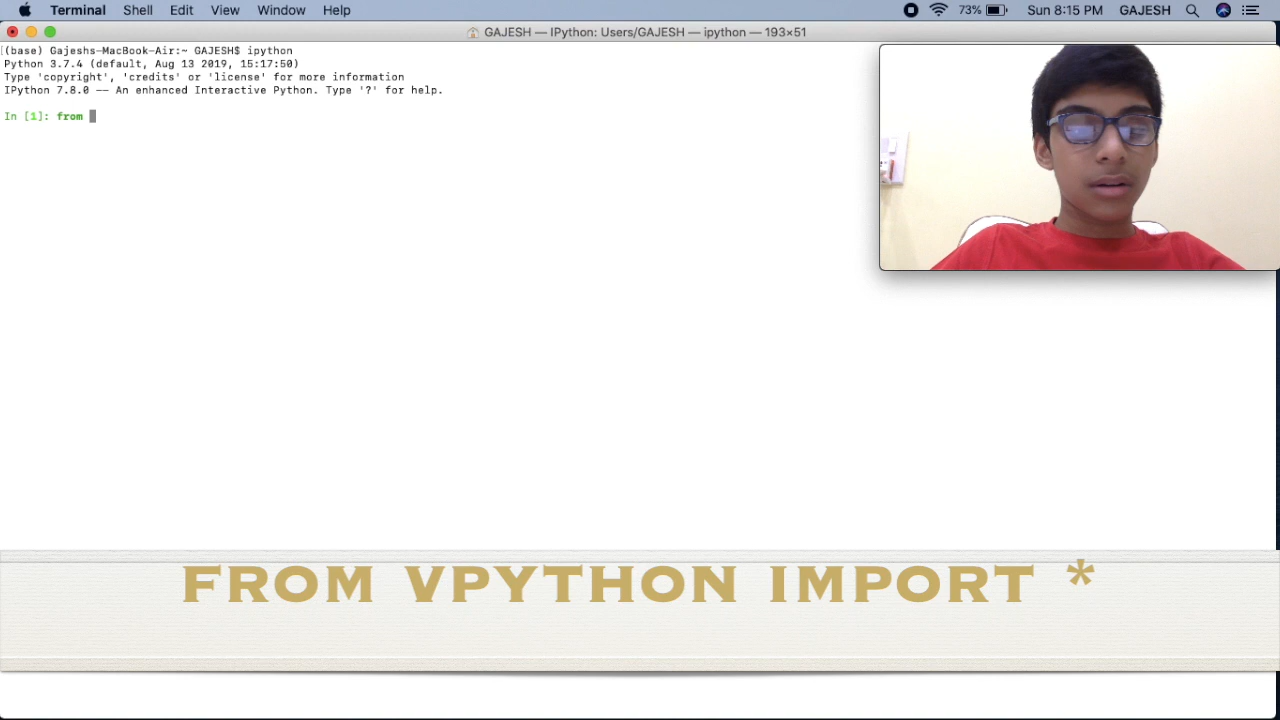 Terminal Shell Edit View Window Help 73% Sun 8:15 PM GAJESH
GAJESH — IPython: Users/GAJESH — ipython — 193×51
(base) Gajeshs-MacBook-Air:~ GAJESH$ ipython
Python 3.7.4 (default, Aug 13 2019, 15:17:50)
Type 'copyright', 'credits' or 'license' for more information
IPython 7.8.0 -- An enhanced Interactive Python. Type '?' for help.
In [1]: from
FROM VPYTHON IMPORT *